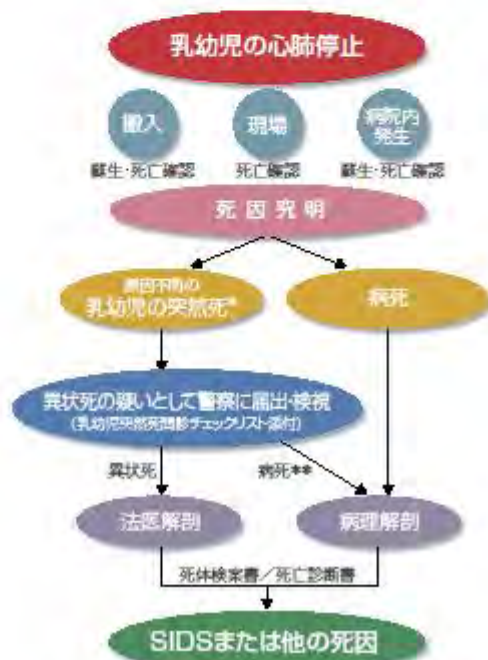 乳幼児の心肺停止
搬入
現場
病院内
発生
蘇生・死亡確認
死亡確認
蘇生・死亡確認
死因究明
原因不明の
乳幼児の突然死*
病死
異状死の疑いとして警察に届出・検視
(乳幼児突然死問診チェックリスト添付)
異状死
病死**
法医解剖
病理解剖
死体検案書/死亡診断書
SIDSまたは他の死因